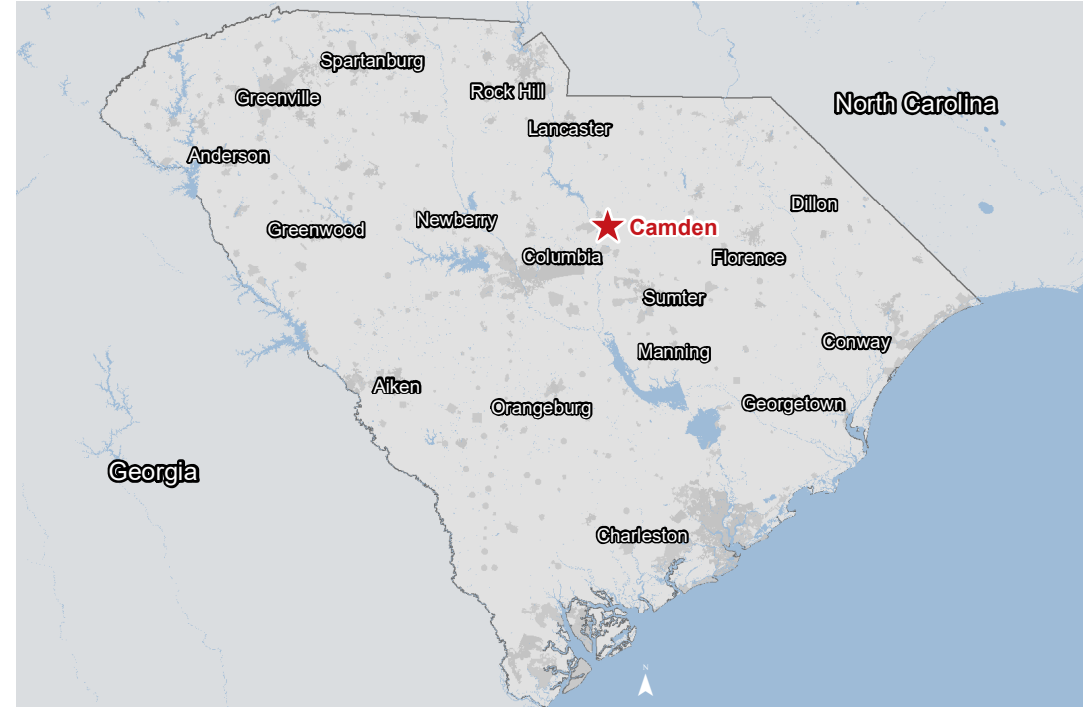 Spartanburg
Rock Hill
Greenville
North Carolina
Lancaster
Anderson
Dillon
Newberry
Camden
Greenwood
Columbia
Florence
Sumter
Conway
Manning
Aiken
Georgetown
Orangeburg
Georgia
Charleston
N